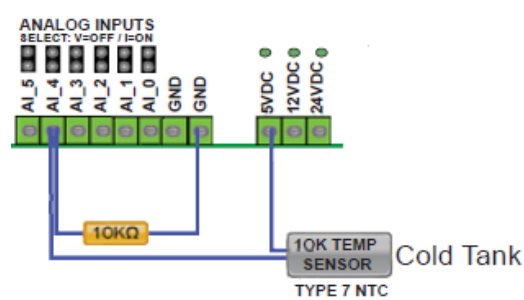 ANALOG INPUTS
SELECT: V=OFF / I=ON
AI_5
AI_4
AI_3
AI_2
AI_1
AI_0
GND
GND
5VDC
12VDC
24VDC
10KΩ
10K TEMP
SENSOR
Cold Tank
TYPE 7 NTC